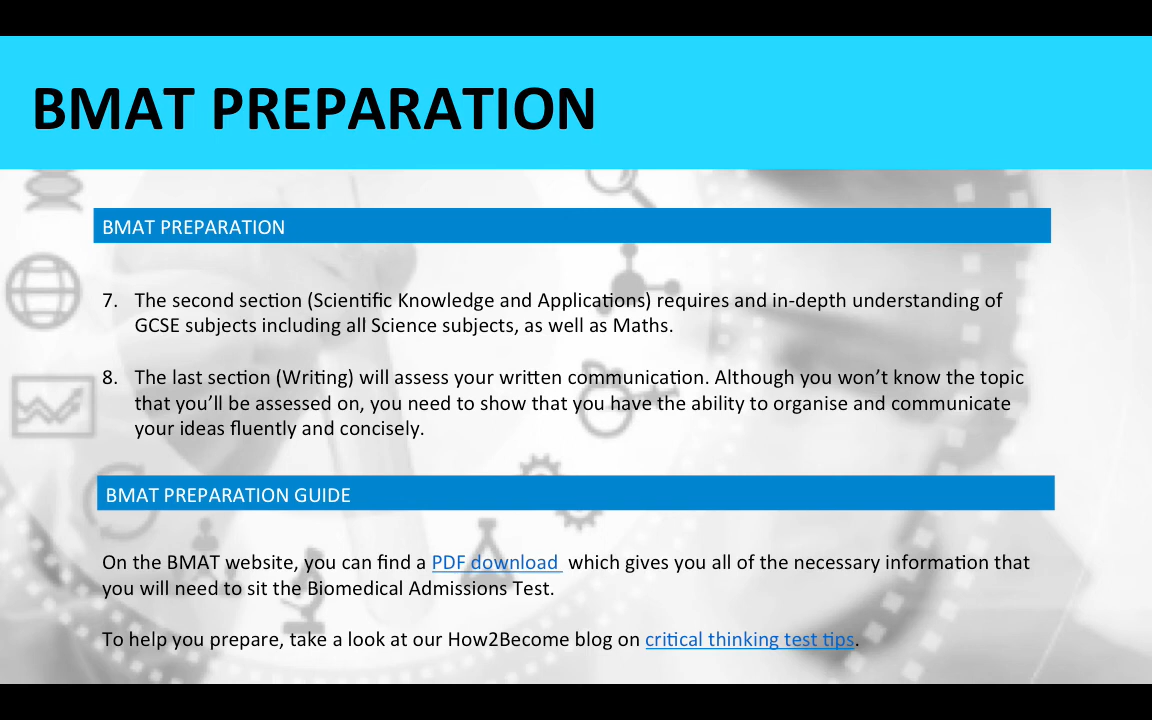 BMAT PREPARATION
BMAT PREPARATION
7. The second section (Scientific Knowledge and Applications) requires and in-depth understanding of
GCSE subjects including all Science subjects, as well as Maths.
8. The last section (Writing) will assess your written communication. Although you won’t know the topic
that you’ll be assessed on, you need to show that you have the ability to organise and communicate
your ideas fluently and concisely.
BMAT PREPARATION GUIDE
On the BMAT website, you can find a PDF download which gives you all of the necessary information that
you will need to sit the Biomedical Admissions Test.
To help you prepare, take a look at our How2Become blog on critical thinking test tips.